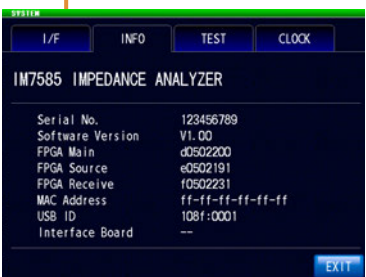 SYSTEM
I/F INFO TEST CLOCK
IM7585 IMPEDANCE ANALYZER
Serial No. 123456789
Software Version V1.00
FPGA Main d0502200
FPGA Source e0502191
FPGA Receive f0502231
MAC Address ff-ff-ff-ff-ff-ff
USB ID 108f:0001
Interface Board --
EXIT